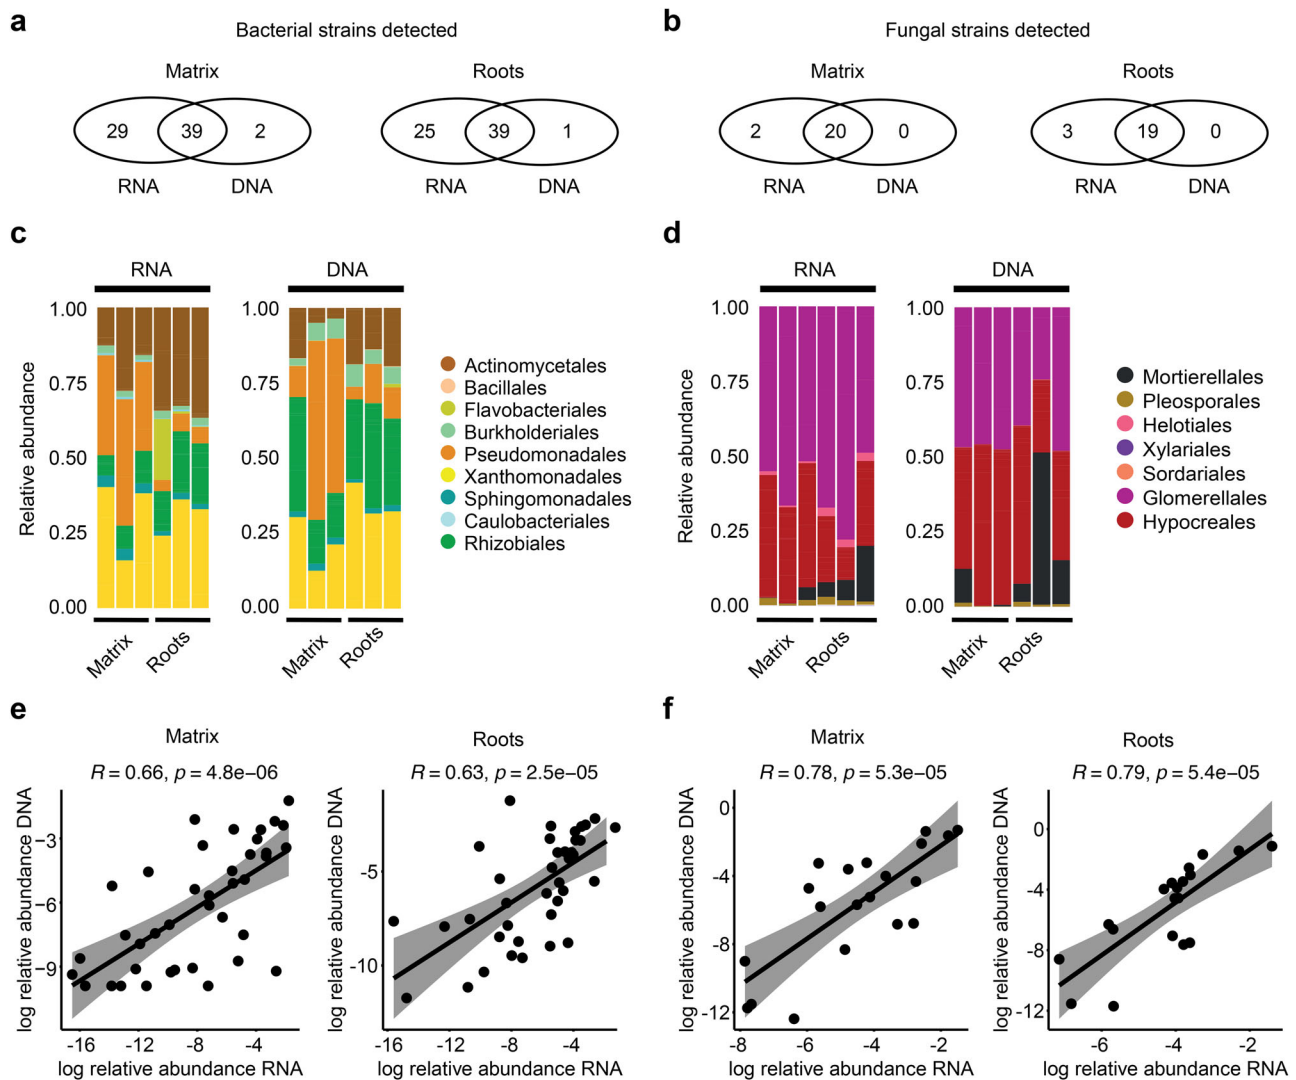 a
Bacterial strains detected
Matrix
Roots
29 39 2
25 39 1
RNA DNA
RNA DNA
b
Fungal strains detected
Matrix
Roots
2 20 0
3 19 0
RNA DNA
RNA DNA
c
RNA
DNA
Relative abundance
1.00
0.75
0.50
0.25
0.00
1.00
0.75
0.50
0.25
0.00
Matrix
Roots
Matrix
Roots
Actinomycetales
Bacillales
Flavobacteriales
Burkholderiales
Pseudomonadales
Xanthomonadales
Sphingomonadales
Caulobacteriales
Rhizobiales
d
RNA
DNA
Relative abundance
1.00
0.75
0.50
0.25
0.00
1.00
0.75
0.50
0.25
0.00
Matrix
Roots
Matrix
Roots
Mortierellales
Pleosporales
Helotiales
Xylariales
Sordariales
Glomerellales
Hypocreales
e
Matrix
R = 0.66, p = 4.8e−06
log relative abundance DNA
-3
-6
-9
-16 -12 -8 -4
log relative abundance RNA
Roots
R = 0.63, p = 2.5e−05
log relative abundance DNA
-5
-10
-16 -12 -8 -4
log relative abundance RNA
f
Matrix
R = 0.78, p = 5.3e−05
log relative abundance DNA
0
-4
-8
-12
-8 -6 -4 -2
log relative abundance RNA
Roots
R = 0.79, p = 5.4e−05
log relative abundance DNA
0
-4
-8
-12
-6 -4 -2
log relative abundance RNA